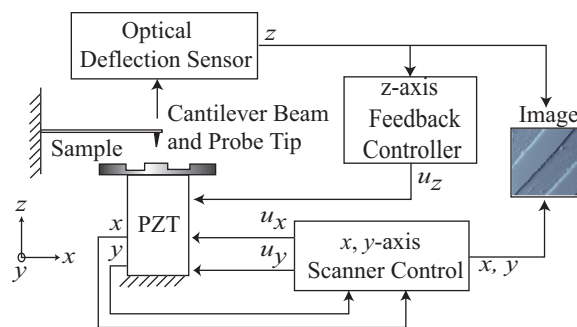 Optical
Deflection Sensor
z
z-axis
Feedback
Controller
Image
Cantilever Beam
and Probe Tip
Sample
u_z
PZT
x
y
u_x
u_y
x, y-axis
Scanner Control
x, y
z
y
x